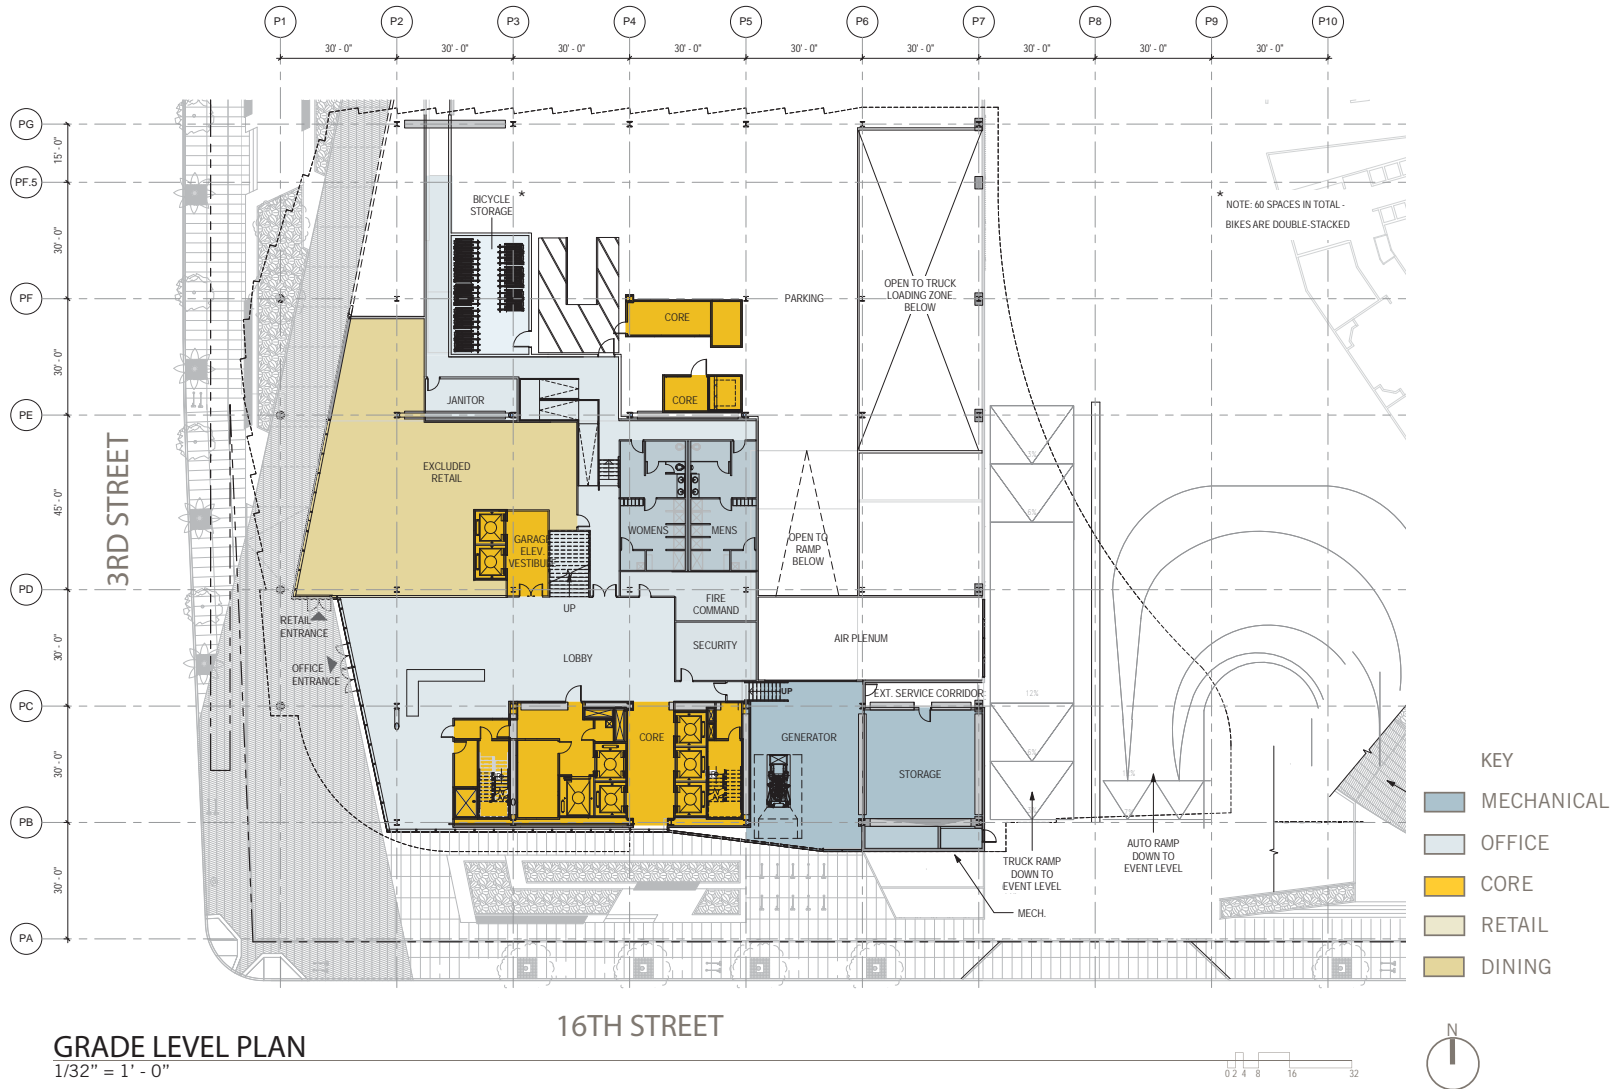 P1 P2 P3 P4 P5 P6 P7 P8 P9 P10
30' - 0" 30' - 0" 30' - 0" 30' - 0" 30' - 0" 30' - 0" 30' - 0" 30' - 0" 30' - 0"
PG
15' - 0"
PF.5
30' - 0"
PF
30' - 0"
PE
45' - 0"
PD
30' - 0"
PC
30' - 0"
PB
30' - 0"
PA
BICYCLE
STORAGE
*
*
NOTE: 60 SPACES IN TOTAL -
BIKES ARE DOUBLE-STACKED
OPEN TO TRUCK
LOADING ZONE
BELOW
PARKING
CORE
CORE
JANITOR
EXCLUDED
RETAIL
3RD STREET
WOMENS
MENS
GARAGE
ELEV.
VESTIBULE
OPEN TO
RAMP
BELOW
UP
FIRE
COMMAND
RETAIL
ENTRANCE
SECURITY
AIR PLENUM
LOBBY
OFFICE
ENTRANCE
UP
EXT. SERVICE CORRIDOR
12%
CORE
GENERATOR
STORAGE
TRUCK RAMP
DOWN TO
EVENT LEVEL
AUTO RAMP
DOWN TO
EVENT LEVEL
MECH.
KEY
MECHANICAL
OFFICE
CORE
RETAIL
DINING
16TH STREET
GRADE LEVEL PLAN
1/32" = 1' - 0"
0 2 4 8 16 32
N